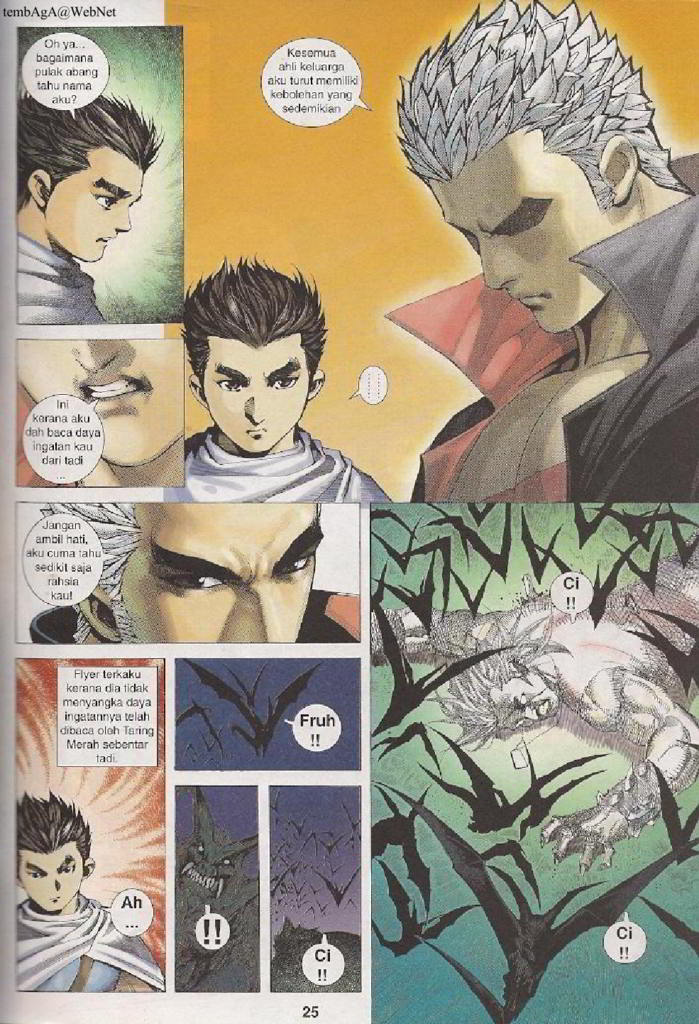 tembAgA@WebNet
Oh ya...
bagaimana
pulak abang
tahu nama
aku?
Kesemua
ahli keluarga
aku turut memiliki
kebolehan yang
sedemikian
Ini
kerana aku
dah baca daya
ingatan kau
dari tadi
...
Jangan
ambil hati,
aku cuma tahu
sedikit saja
rahsia
kau!
Ci
!!
Flyer terkaku
kerana dia tidak
menyangka daya
ingatannya telah
dibaca oleh Taring
Merah sebentar
tadi.
Fruh
!!
Ah
...
!!
Ci
!!
Ci
!!
25